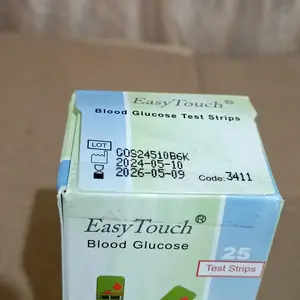 EasyTouch®
Blood Glucose Test Strips
LOT GOS24510B6K
2024-05-10
2026-05-09
Code: 3411
EasyTouch®
Blood Glucose
25
Test Strips